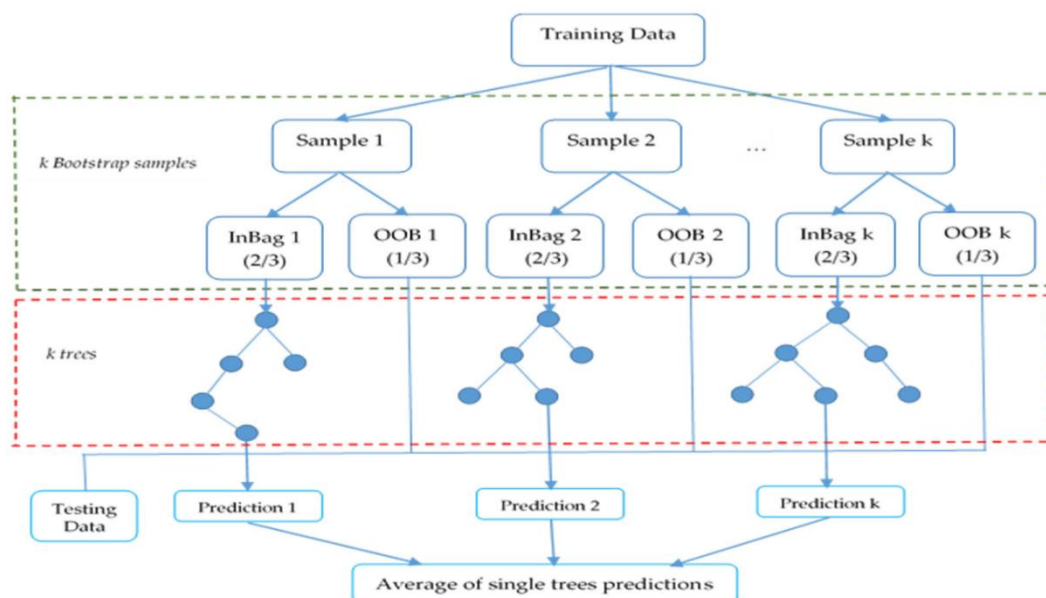 Training Data
k Bootstrap samples
Sample 1
Sample 2
...
Sample k
InBag 1
(2/3)
OOB 1
(1/3)
InBag 2
(2/3)
OOB 2
(1/3)
InBag k
(2/3)
OOB k
(1/3)
k trees
Testing
Data
Prediction 1
Prediction 2
Prediction k
Average of single trees predictions